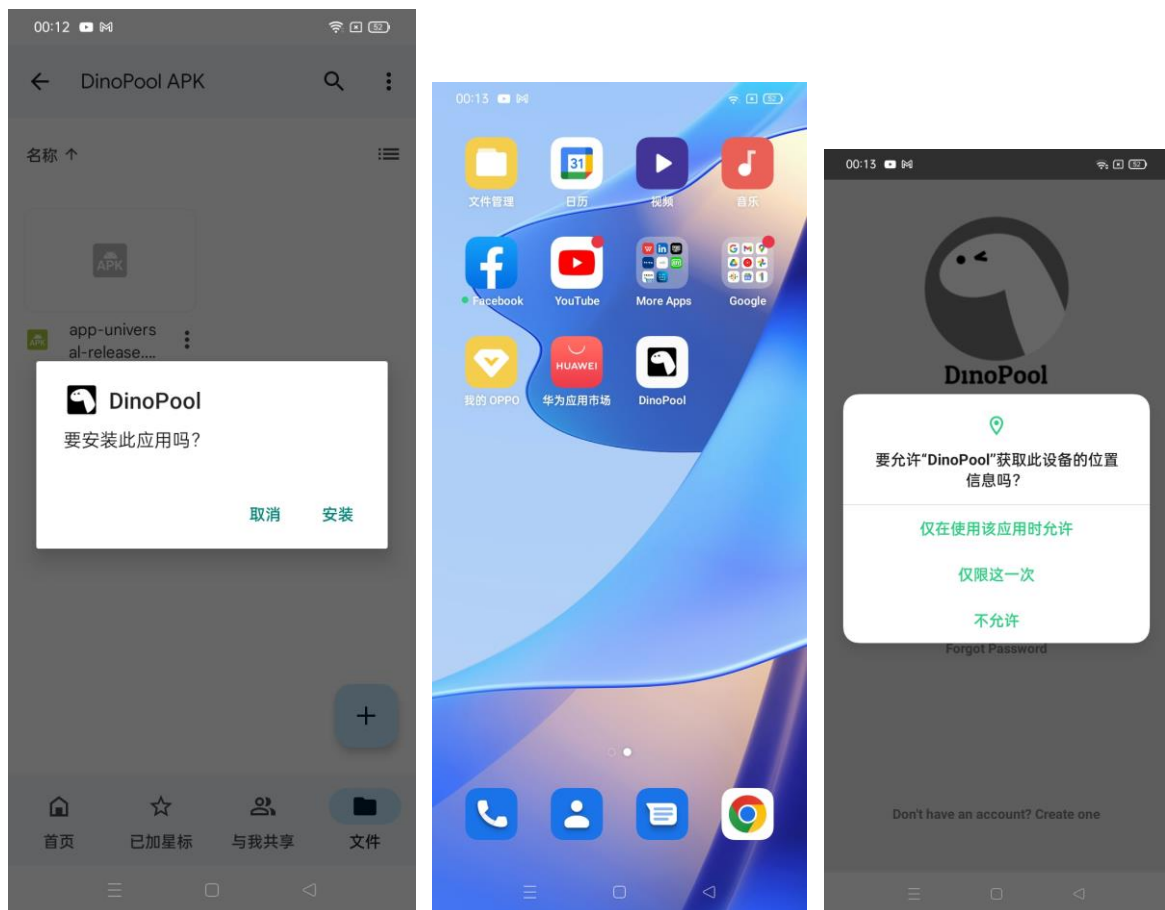 00:12
52
DinoPool APK
名称
APK
app-univers
al-release....
DinoPool
要安装此应用吗？
取消 安装
首页 已加星标 与我共享 文件
00:13
52
31
文件管理 日历 视频 音乐
Facebook YouTube More Apps Google
HUAWEI
我的 OPPO 华为应用市场 DinoPool
00:13
52
DinoPool
要允许“DinoPool”获取此设备的位置
信息吗？
仅在使用该应用时允许
仅限这一次
不允许
Forgot Password
Don't have an account? Create one